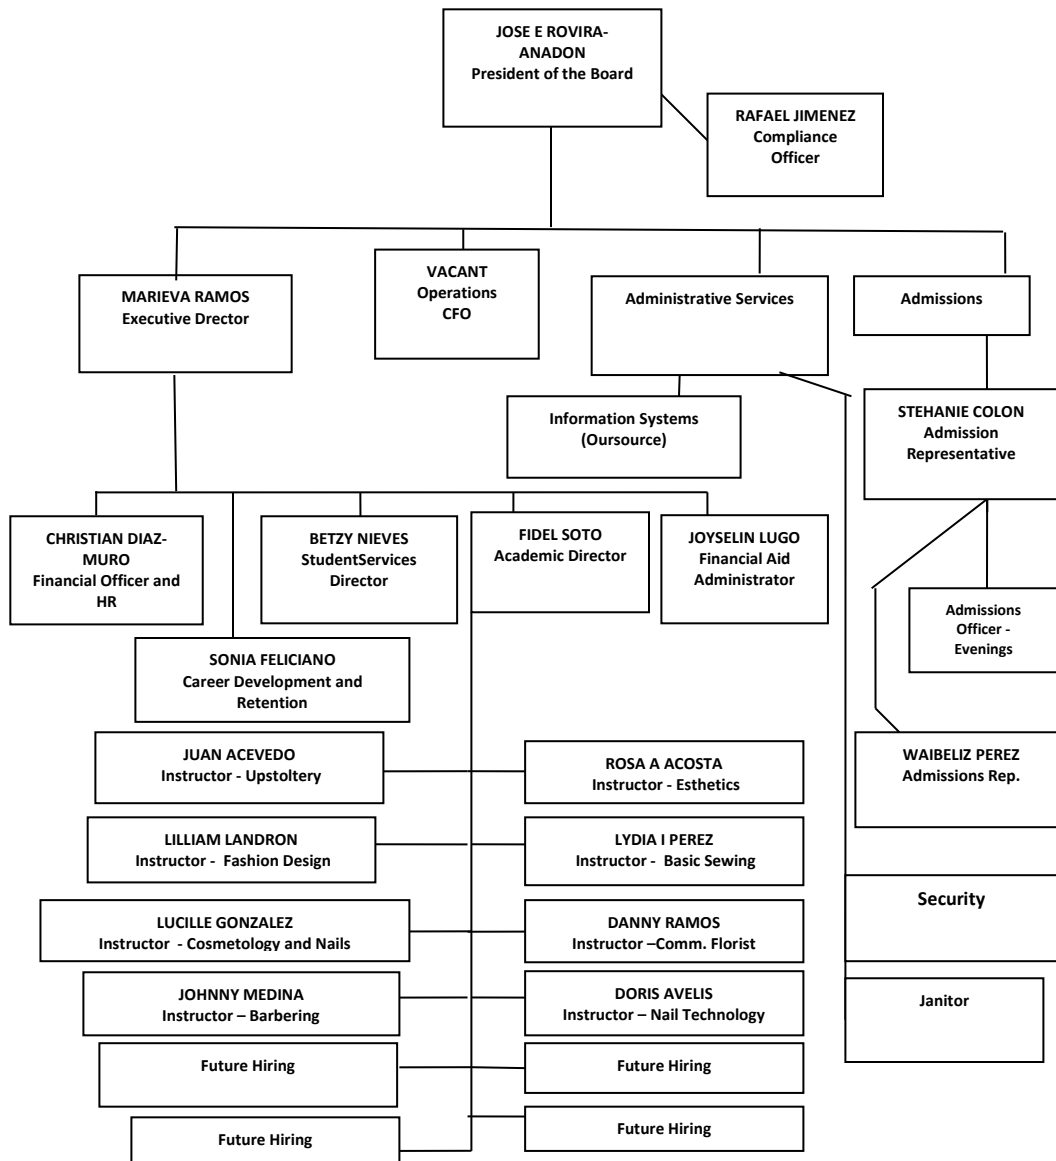 JOSE E ROVIRA-
ANADON
President of the Board
RAFAEL JIMENEZ
Compliance
Officer
MARIEVA RAMOS
Executive Drector
VACANT
Operations
CFO
Administrative Services
Admissions
Information Systems
(Oursource)
STEHANIE COLON
Admission
Representative
CHRISTIAN DIAZ-
MURO
Financial Officer and
HR
BETZY NIEVES
StudentServices
Director
FIDEL SOTO
Academic Director
JOYSELIN LUGO
Financial Aid
Administrator
Admissions
Officer -
Evenings
SONIA FELICIANO
Career Development and
Retention
JUAN ACEVEDO
Instructor - Upstoltery
ROSA A ACOSTA
Instructor - Esthetics
WAIBELIZ PEREZ
Admissions Rep.
LILLIAM LANDRON
Instructor -  Fashion Design
LYDIA I PEREZ
Instructor -  Basic Sewing
Security
LUCILLE GONZALEZ
Instructor  - Cosmetology and Nails
DANNY RAMOS
Instructor –Comm. Florist
JOHNNY MEDINA
Instructor – Barbering
DORIS AVELIS
Instructor – Nail Technology
Janitor
Future Hiring
Future Hiring
Future Hiring
Future Hiring